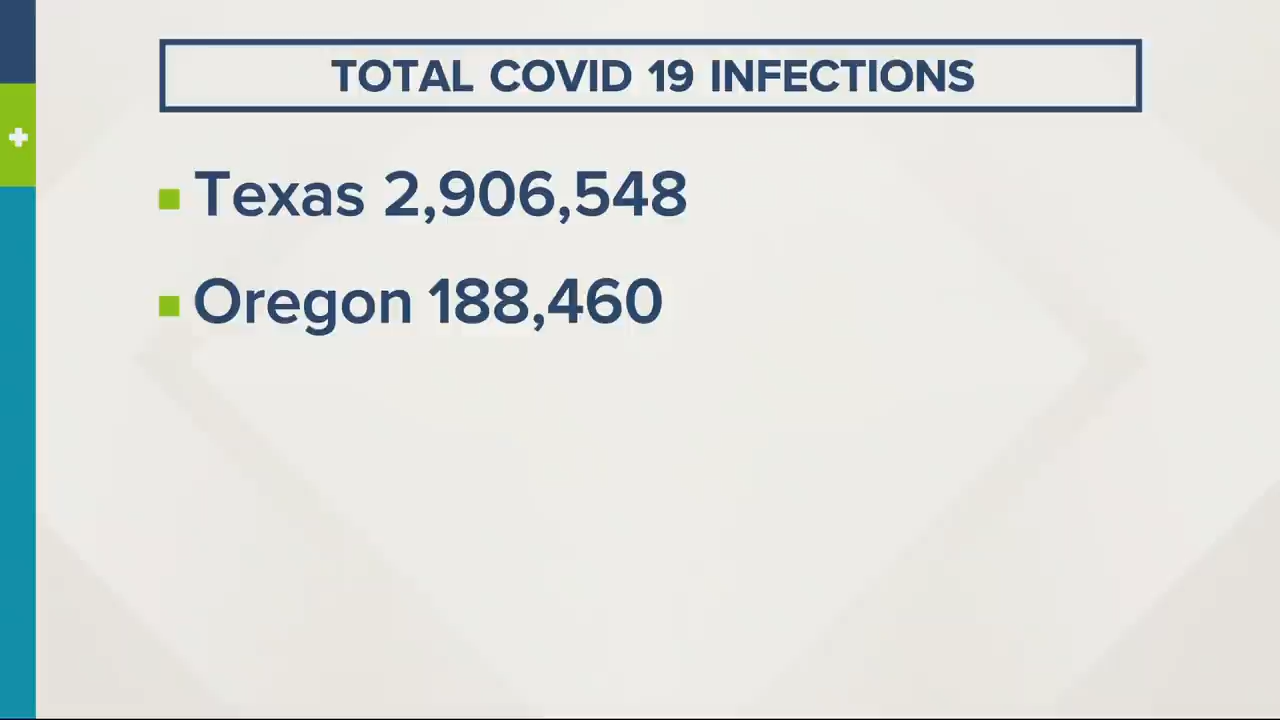 TOTAL COVID 19 INFECTIONS
Texas 2,906,548
Oregon 188,460